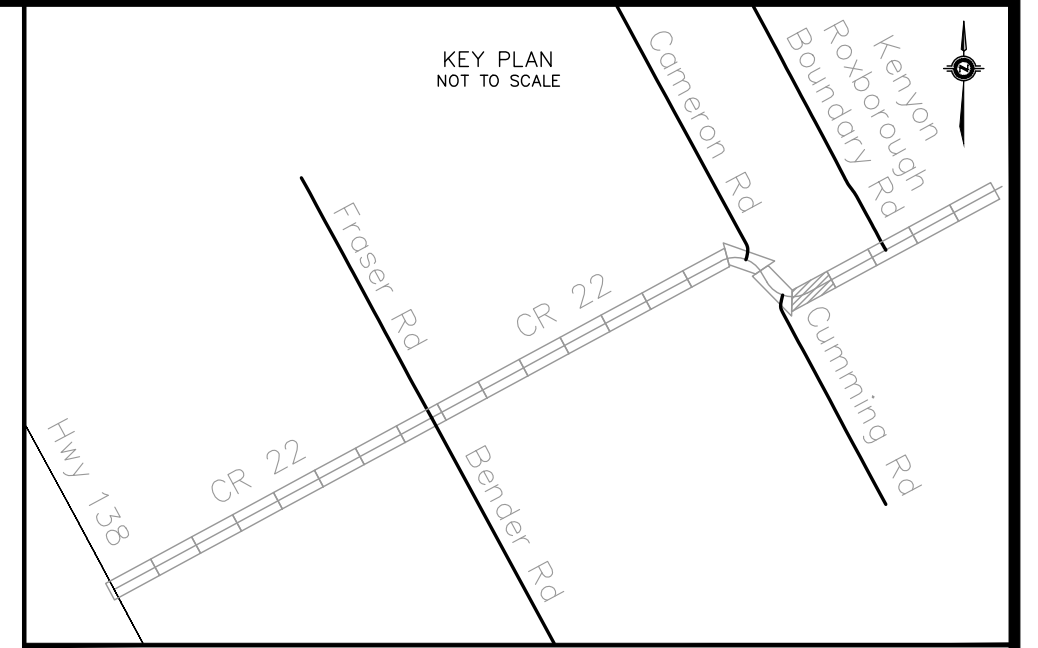 KEY PLAN
NOT TO SCALE
Cameron Rd
Kenyon
Roxborough
Boundary Rd
N
Fraser Rd
CR 22
Cumming Rd
CR 22
Hwy 138
Bender Rd